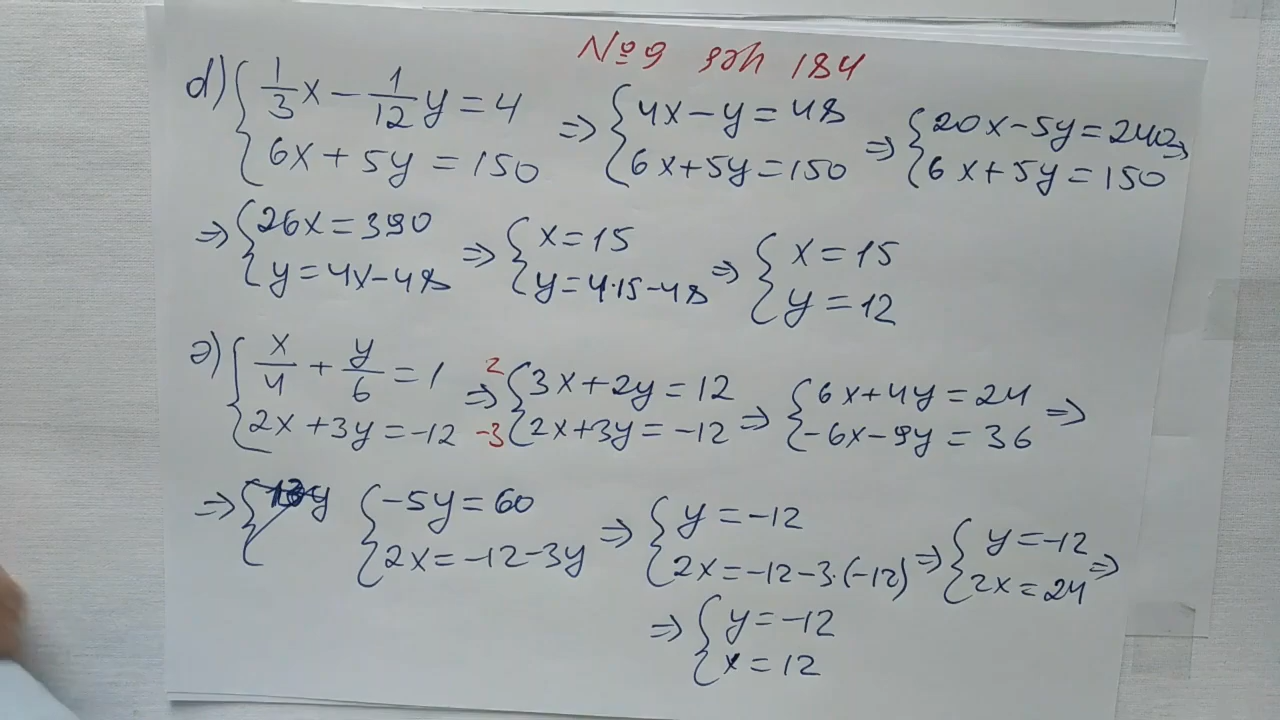 №9 səh 184
d) { 1/3 x − 1/12 y = 4 ⇒ { 4x − y = 48 ⇒ { 20x − 5y = 240 ⇒
6x + 5y = 150 6x + 5y = 150 6x + 5y = 150
⇒ { 26x = 390 ⇒ { x = 15 ⇒ { x = 15
y = 4x − 48 y = 4·15 − 48 y = 12
ə) { x/4 + y/6 = 1 ⇒ 2 { 3x + 2y = 12 ⇒ { 6x + 4y = 24 ⇒
2x + 3y = −12 −3 2x + 3y = −12 −6x − 9y = 36
⇒ { { −5y = 60 ⇒ { y = −12 ⇒ { y = −12 ⇒
2x = −12 − 3y 2x = −12 − 3·(−12) 2x = 24
⇒ { y = −12
x = 12